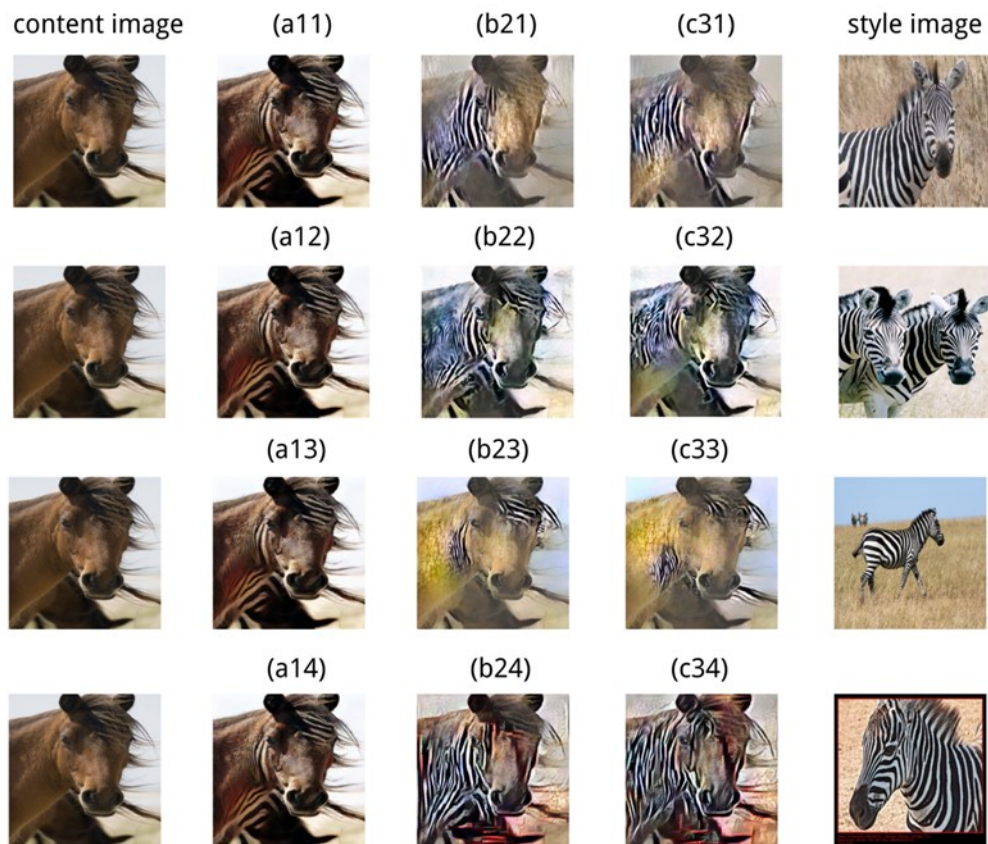 content image (a11) (b21) (c31) style image
(a12) (b22) (c32)
(a13) (b23) (c33)
(a14) (b24) (c34)